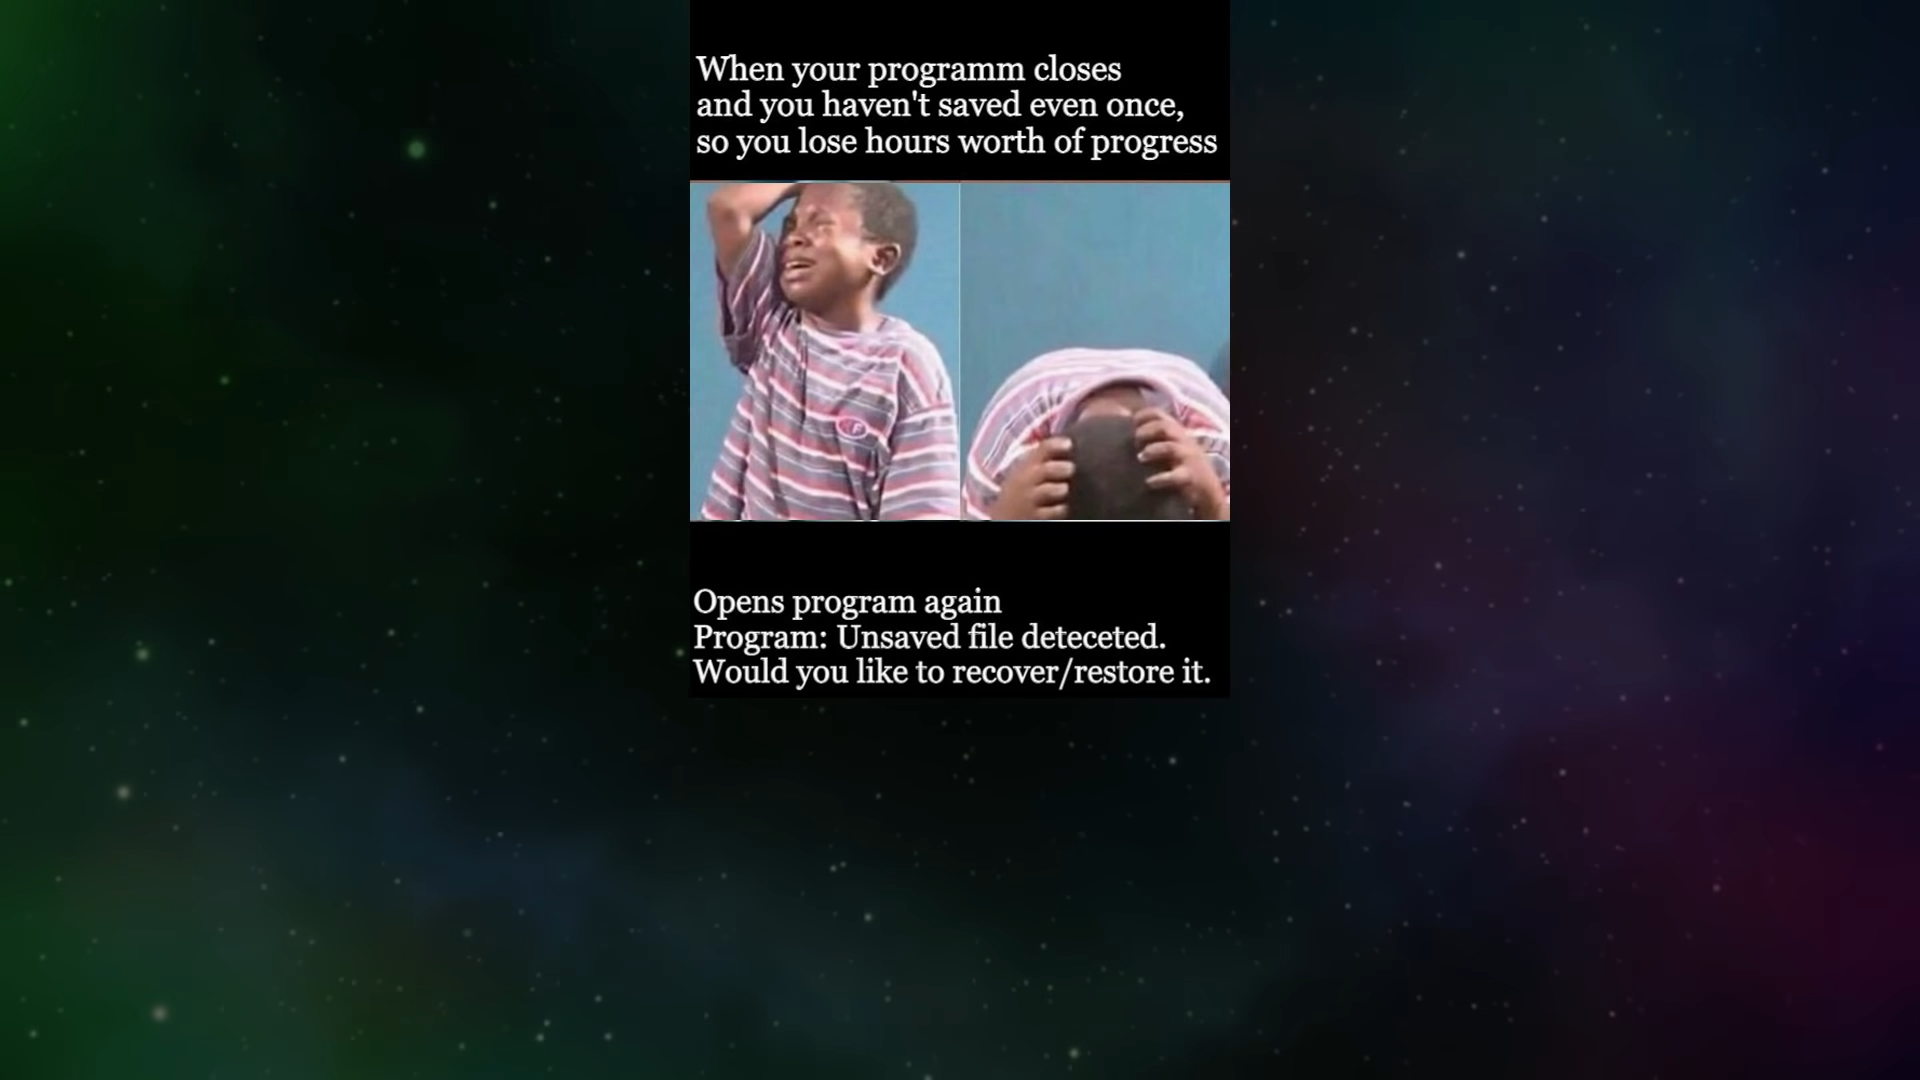 When your programm closes
and you haven't saved even once,
so you lose hours worth of progress
F
Opens program again
Program: Unsaved file deteceted.
Would you like to recover/restore it.